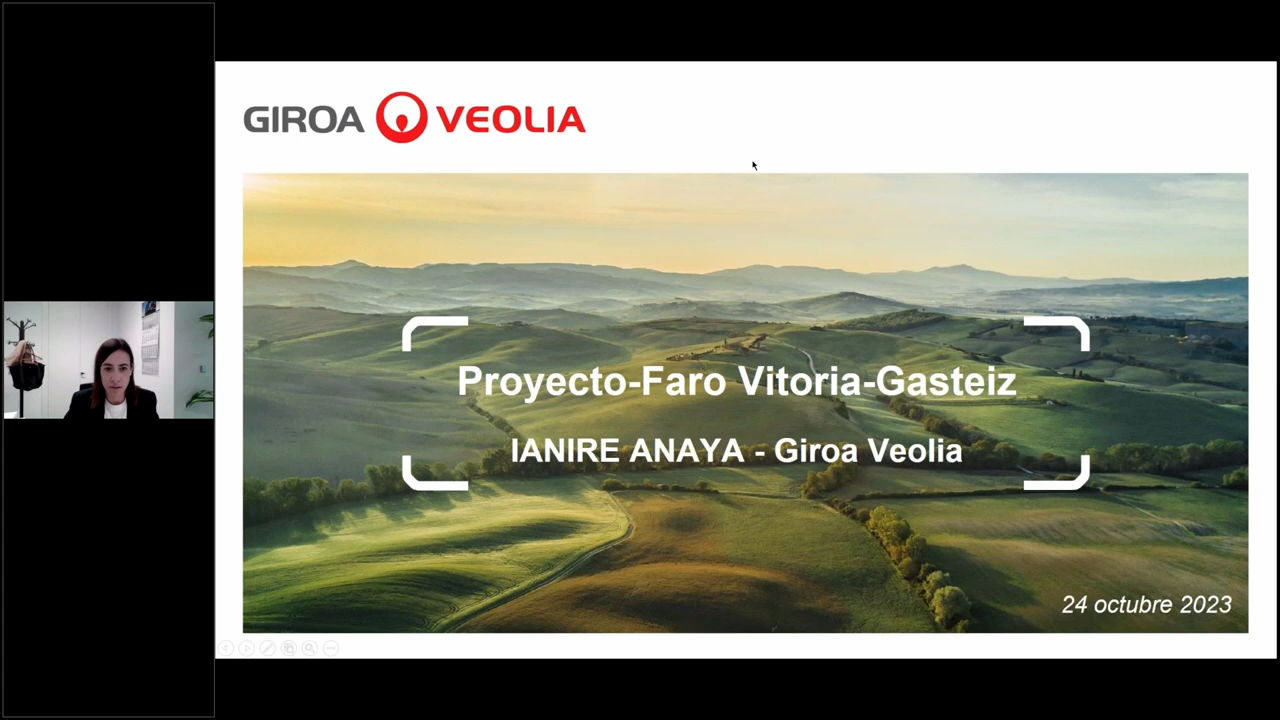 GIROA VEOLIA
Proyecto-Faro Vitoria-Gasteiz
IANIRE ANAYA - Giroa Veolia
24 octubre 2023